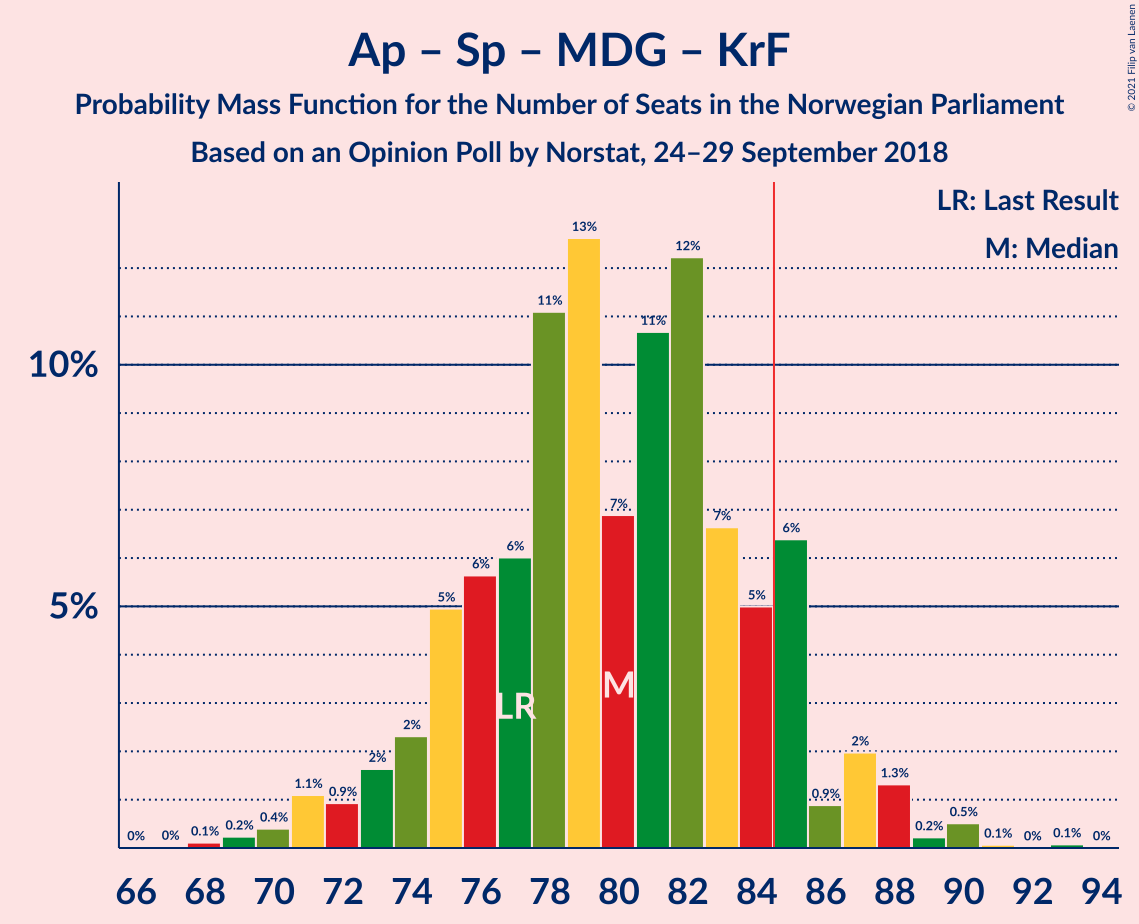 Ap – Sp – MDG – KrF
Probability Mass Function for the Number of Seats in the Norwegian Parliament
Based on an Opinion Poll by Norstat, 24–29 September 2018
© 2021 Filip van Laenen
LR: Last Result
M: Median
10%
5%
0% 0% 0.1% 0.2% 0.4% 1.1% 0.9% 2% 2% 5% 6% 6% 11% 13% 7% 11% 12% 7% 5% 6% 0.9% 2% 1.3% 0.2% 0.5% 0.1% 0% 0.1% 0%
LR
M
66 68 70 72 74 76 78 80 82 84 86 88 90 92 94